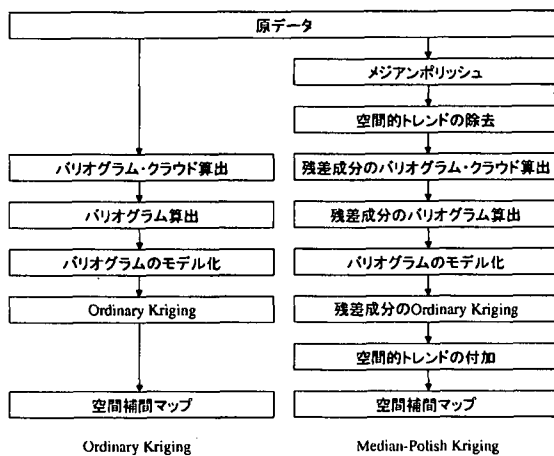 原データ
メジアンポリッシュ
空間的トレンドの除去
バリオグラム・クラウド算出
残差成分のバリオグラム・クラウド算出
バリオグラム算出
残差成分のバリオグラム算出
バリオグラムのモデル化
バリオグラムのモデル化
Ordinary Kriging
残差成分のOrdinary Kriging
空間的トレンドの付加
空間補間マップ
空間補間マップ
Ordinary Kriging
Median-Polish Kriging